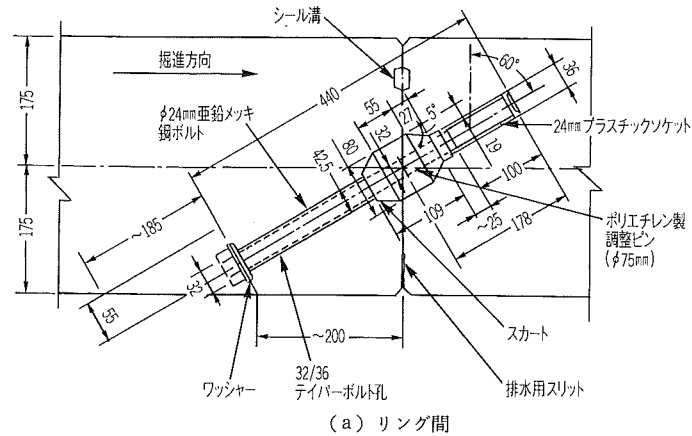 シール溝
掘進方向
175
175
440
φ24mm亜鉛メッキ
鋼ボルト
55
27
5°
60°
36
32
80
42.5
24mmプラスチックソケット
19
100
109
~25
178
~185
ポリエチレン製
調整ピン
(φ75mm)
32
55
~200
スカート
32/36
テイパーボルト孔
ワッシャー
排水用スリット
(a) リング間